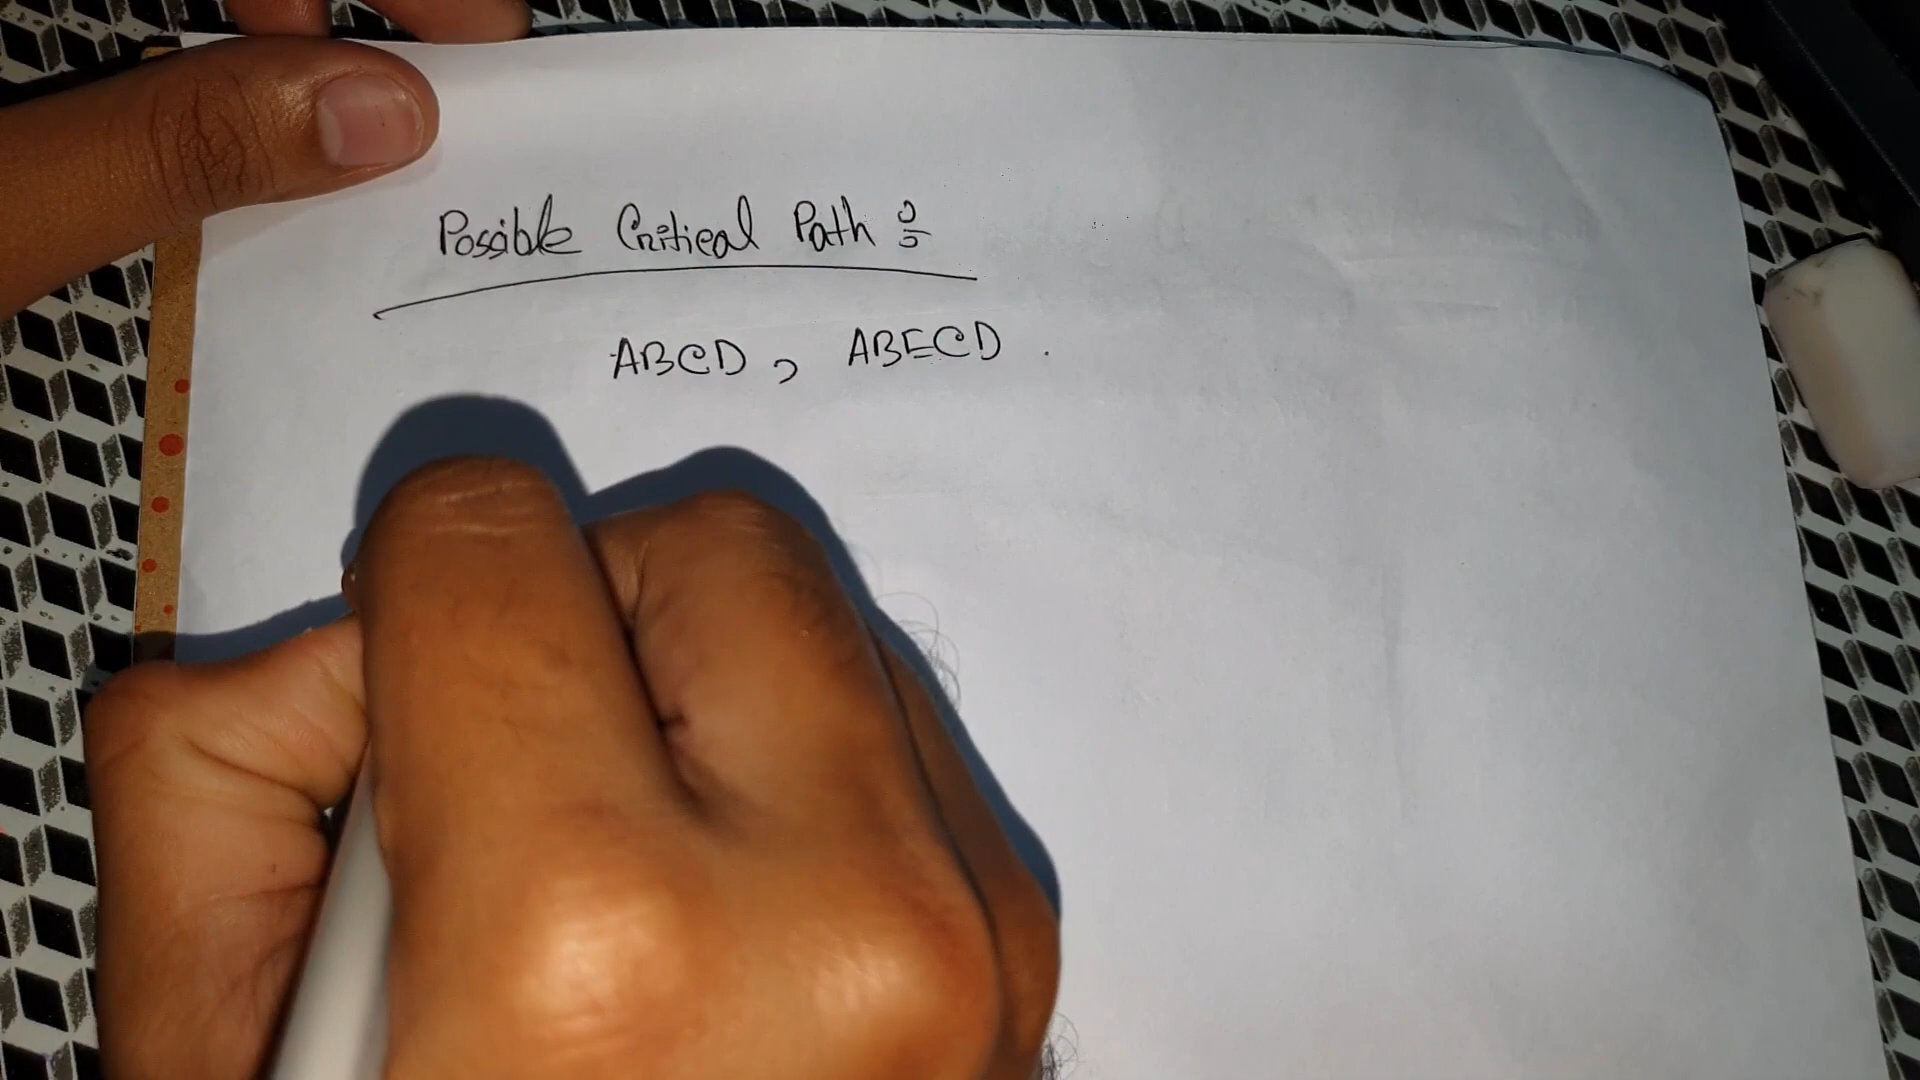 Possible Critical Path :-
ABCD, ABECD.